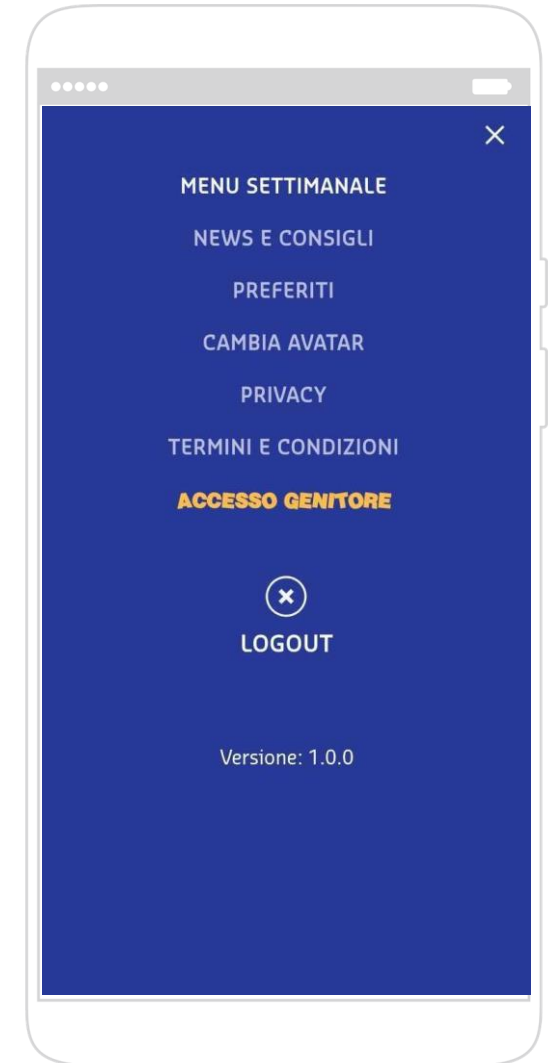 MENU SETTIMANALE
NEWS E CONSIGLI
PREFERITI
CAMBIA AVATAR
PRIVACY
TERMINI E CONDIZIONI
ACCESSO GENITORE
LOGOUT
Versione: 1.0.0